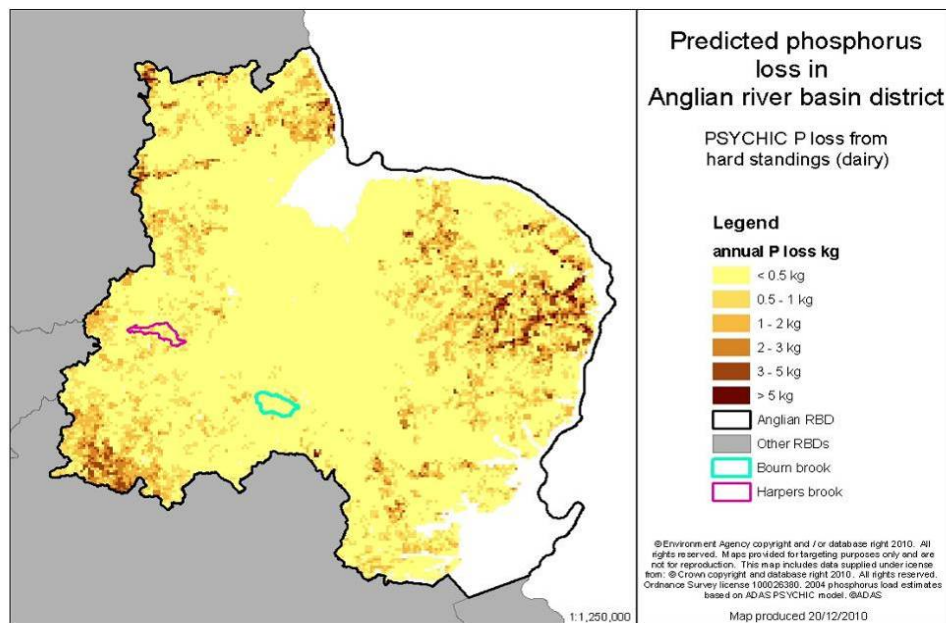 Predicted phosphorus
loss in
Anglian river basin district
PSYCHIC P loss from
hard standings (dairy)
Legend
annual P loss kg
< 0.5 kg
0.5 - 1 kg
1 - 2 kg
2 - 3 kg
3 - 5 kg
> 5 kg
Anglian RBD
Other RBDs
Bourn brook
Harpers brook
© Environment Agency copyright and / or database right 2010. All
rights reserved. Maps provided for targeting purposes only and are
not for reproduction. This map includes data supplied under license
from: © Crown copyright and database right 2010. All rights reserved.
Ordnance Survey license 100026380. 2004 phosphorus load estimates
based on ADAS PSYCHIC model. ©ADAS
Map produced 20/12/2010
1:1,250,000